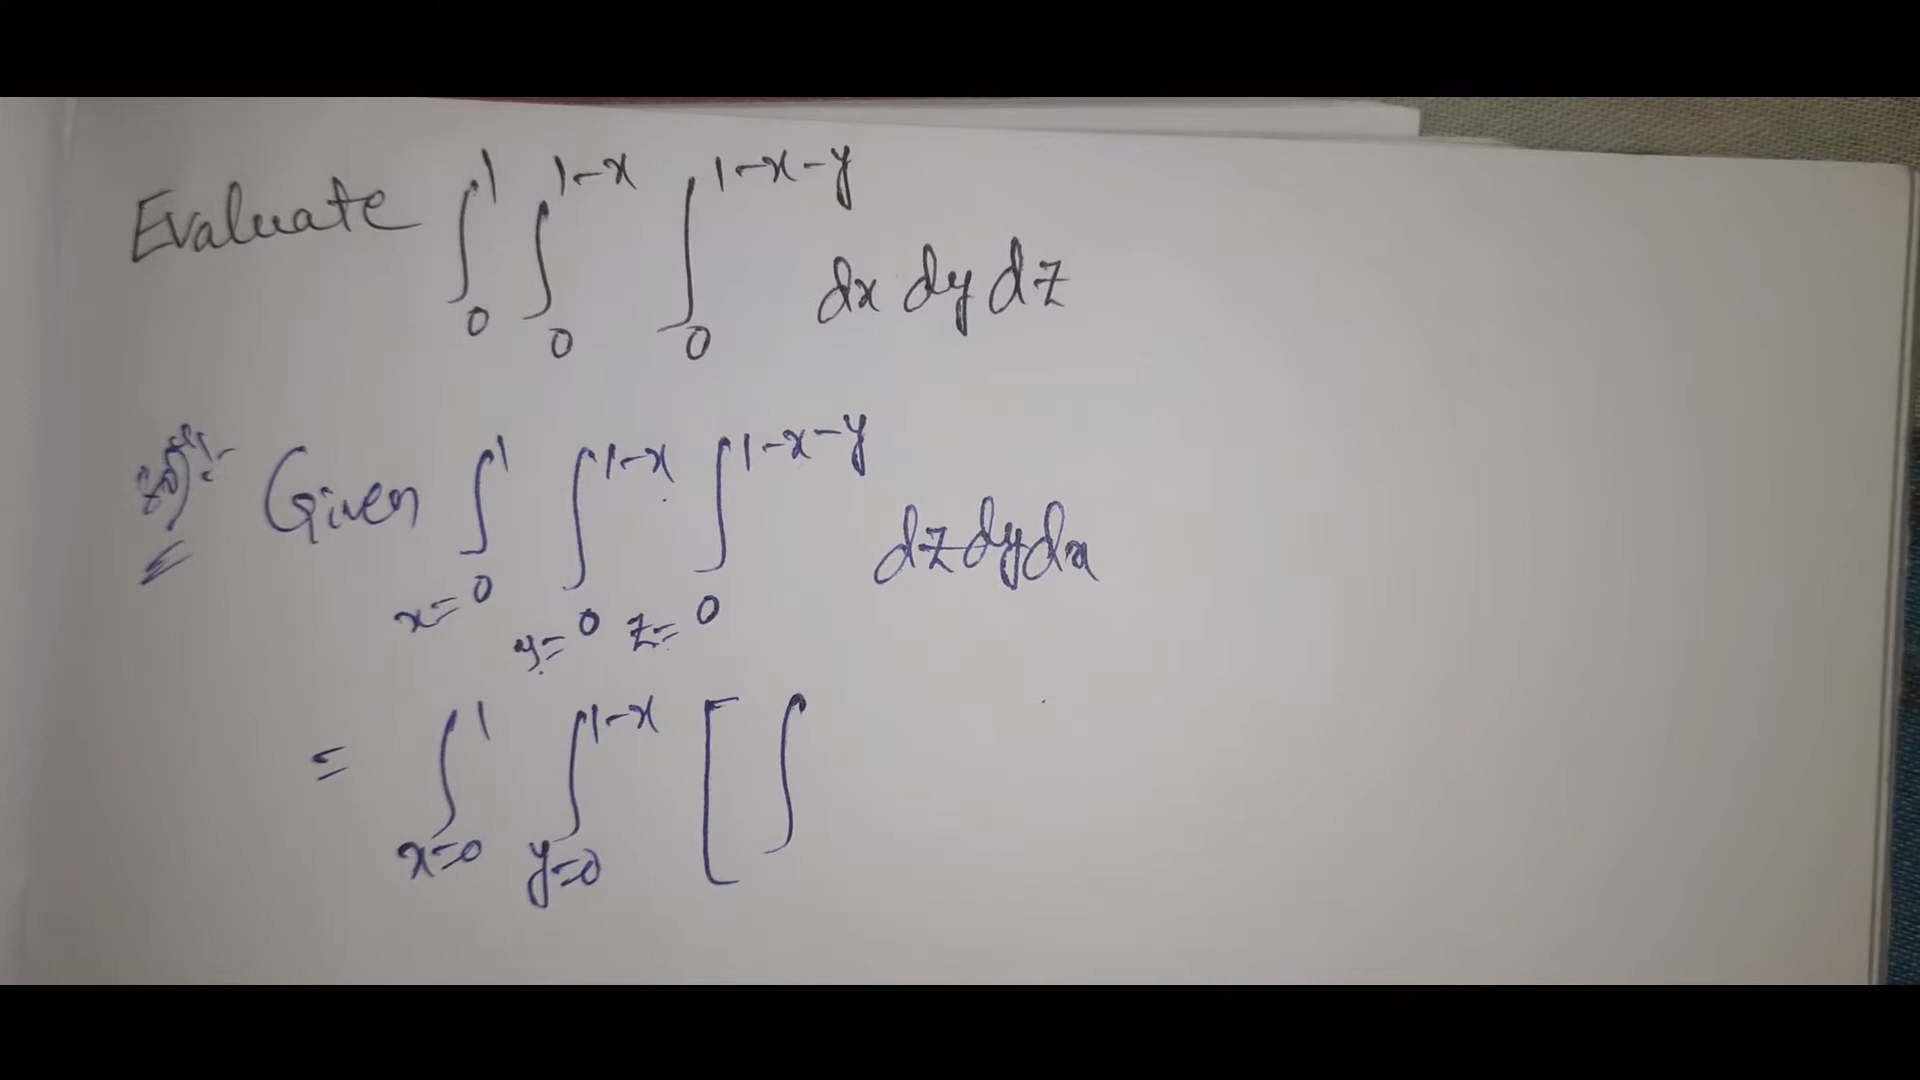 Evaluate ∫₀¹ ∫₀^{1-x} ∫₀^{1-x-y} dx dy dz
Sol:- Given ∫_{x=0}^{1} ∫_{y=0}^{1-x} ∫_{z=0}^{1-x-y} dz dy dx
= ∫_{x=0}^{1} ∫_{y=0}^{1-x} [ ∫